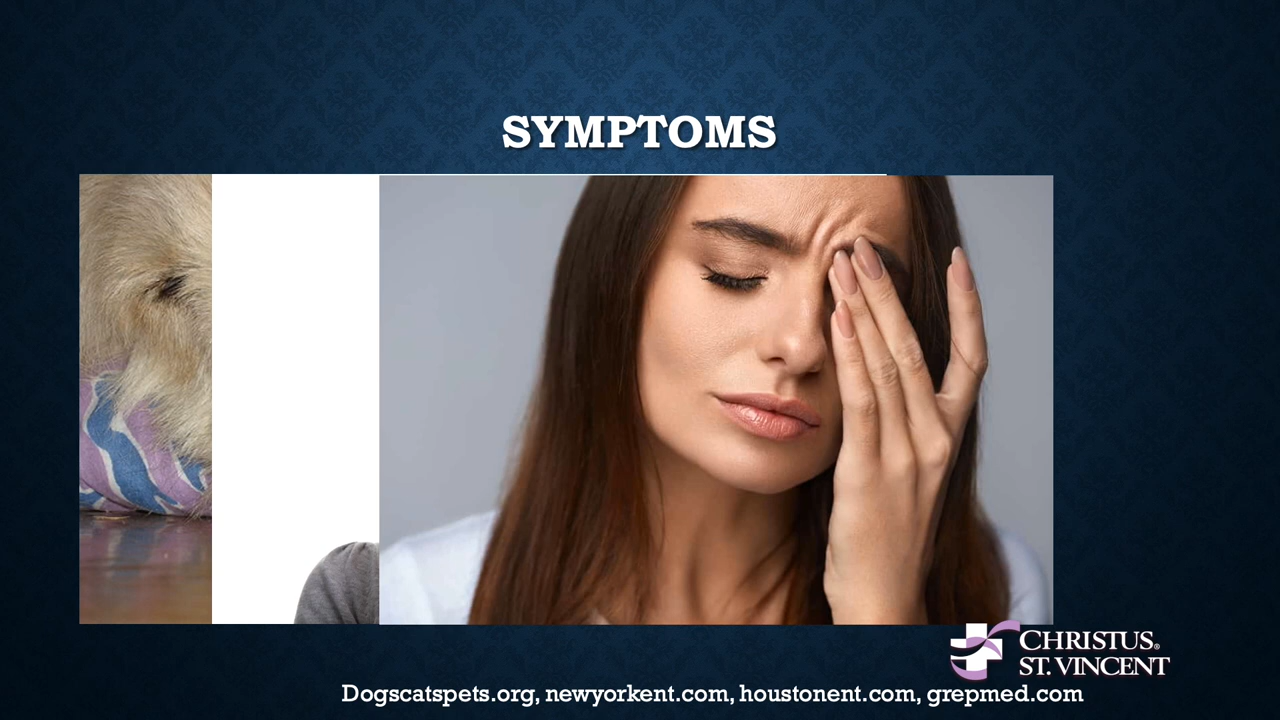 SYMPTOMS
CHRISTUS®
ST. VINCENT
Dogscatspets.org, newyorkent.com, houstonent.com, grepmed.com